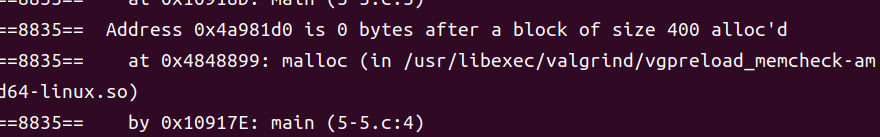 ==8835==    at 0x10918D: main (5-5.c:5)
==8835==  Address 0x4a981d0 is 0 bytes after a block of size 400 alloc'd
==8835==    at 0x4848899: malloc (in /usr/libexec/valgrind/vgpreload_memcheck-am
d64-linux.so)
==8835==    by 0x10917E: main (5-5.c:4)